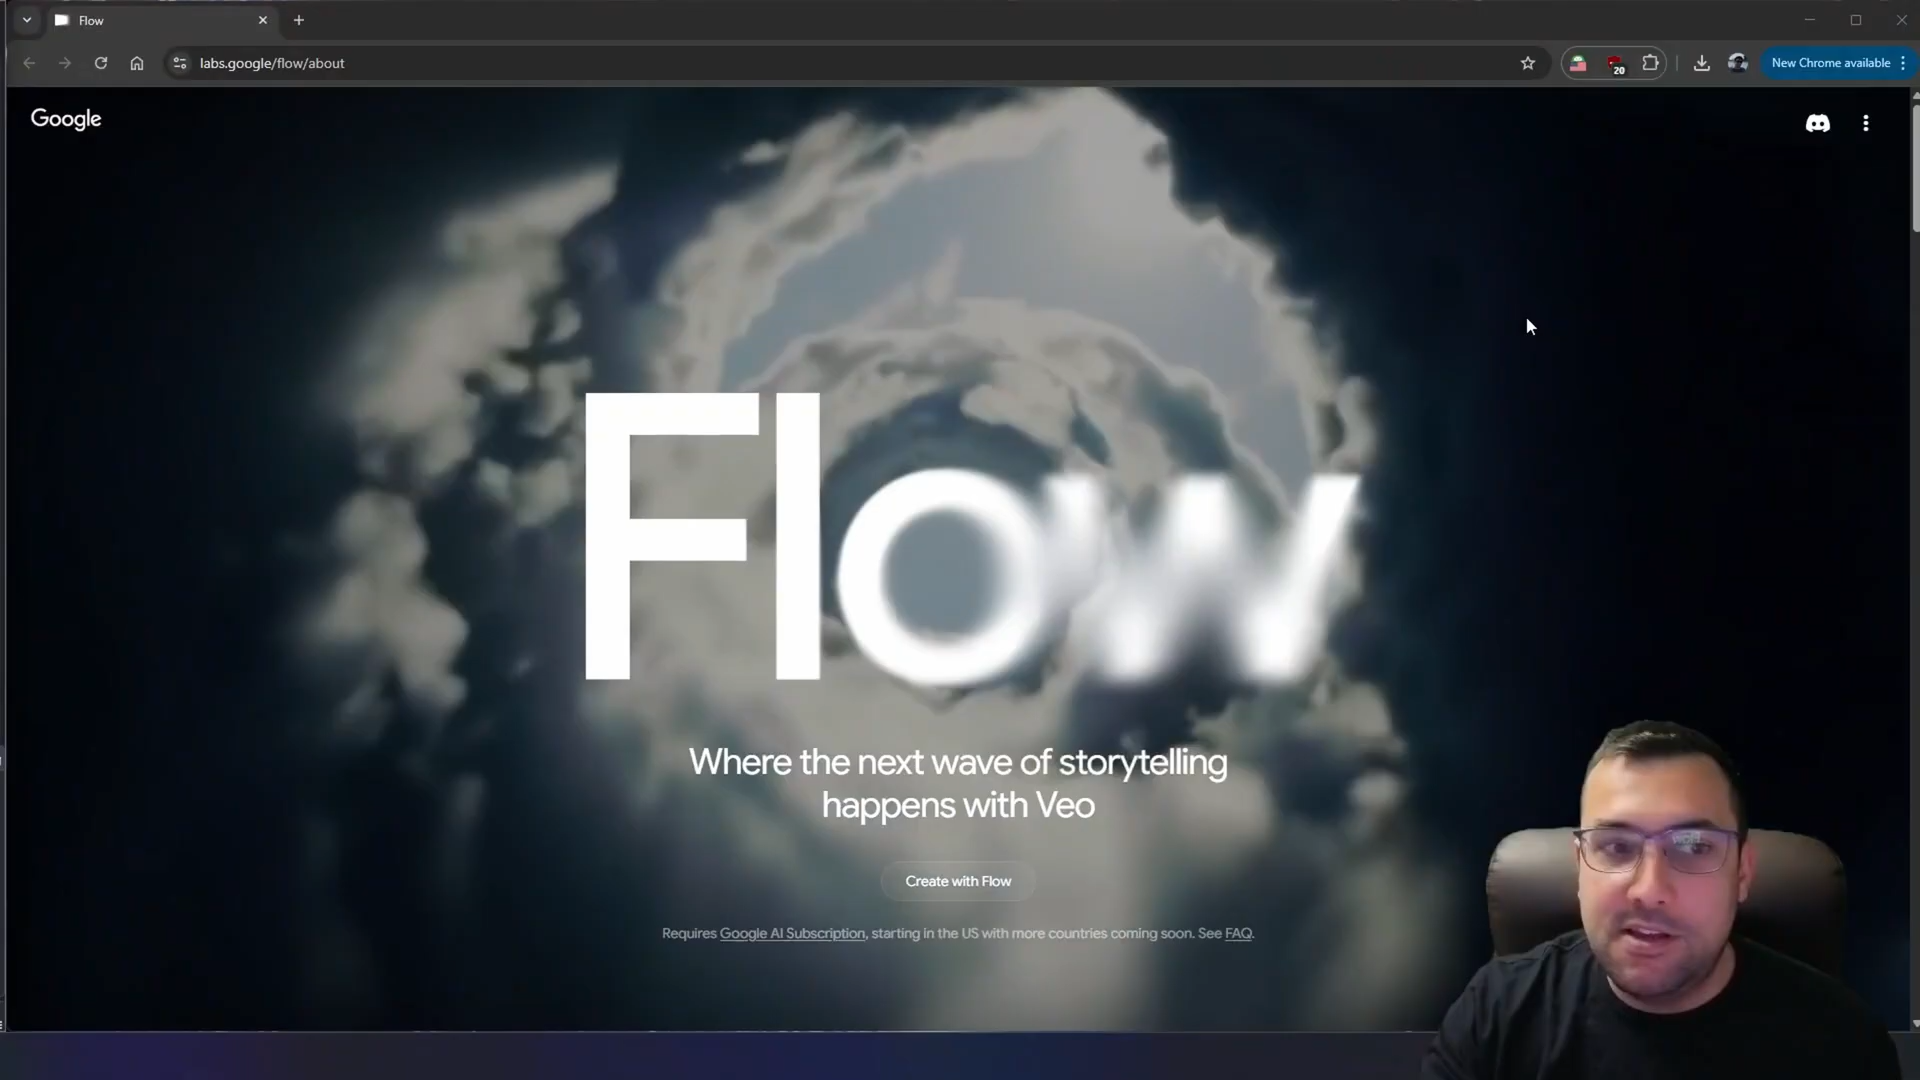 Flow
labs.google/flow/about
20
New Chrome available
Google
Flow
Where the next wave of storytelling
happens with Veo
Create with Flow
Requires Google AI Subscription, starting in the US with more countries coming soon. See FAQ.